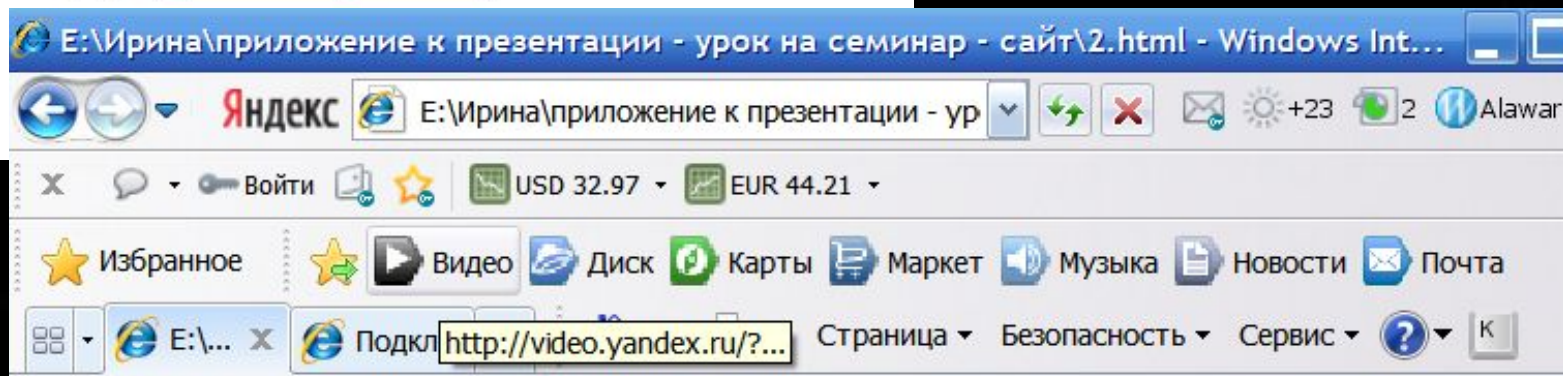 E:\Ирина\приложение к презентации - урок на семинар - сайт\2.html - Windows Int...
Яндекс E:\Ирина\приложение к презентации - ур +23 2 Alawar
X Войти USD 32.97 EUR 44.21
Избранное Видео Диск Карты Маркет Музыка Новости Почта
E:\... X Подкл http://video.yandex.ru/?... Страница Безопасность Сервис ? K